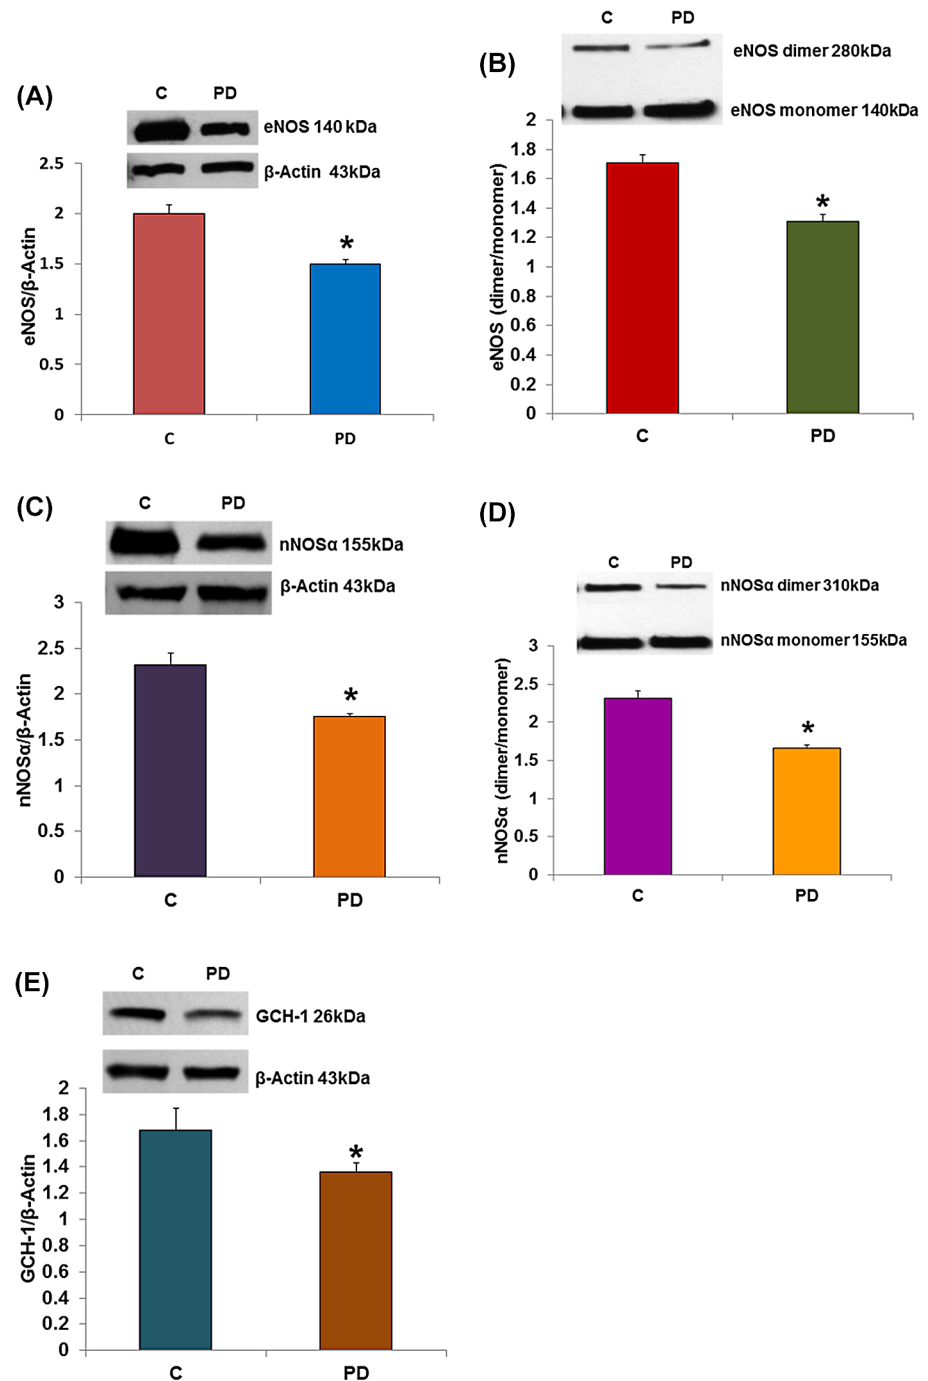 (A)
C PD
eNOS 140 kDa
β-Actin 43kDa
2.5
2
1.5
1
0.5
0
eNOS/β-Actin
*
C PD
(B)
C PD
eNOS dimer 280kDa
eNOS monomer 140kDa
2
1.8
1.6
1.4
1.2
1
0.8
0.6
0.4
0.2
0
eNOS (dimer/monomer)
*
C PD
(C)
C PD
nNOSα 155kDa
β-Actin 43kDa
3
2.5
2
1.5
1
0.5
0
nNOSα/β-Actin
*
C PD
(D)
C PD
nNOSα dimer 310kDa
nNOSα monomer 155kDa
3
2.5
2
1.5
1
0.5
0
nNOSα (dimer/monomer)
*
C PD
(E)
C PD
GCH-1 26kDa
β-Actin 43kDa
2
1.8
1.6
1.4
1.2
1
0.8
0.6
0.4
0.2
0
GCH-1/β-Actin
*
C PD